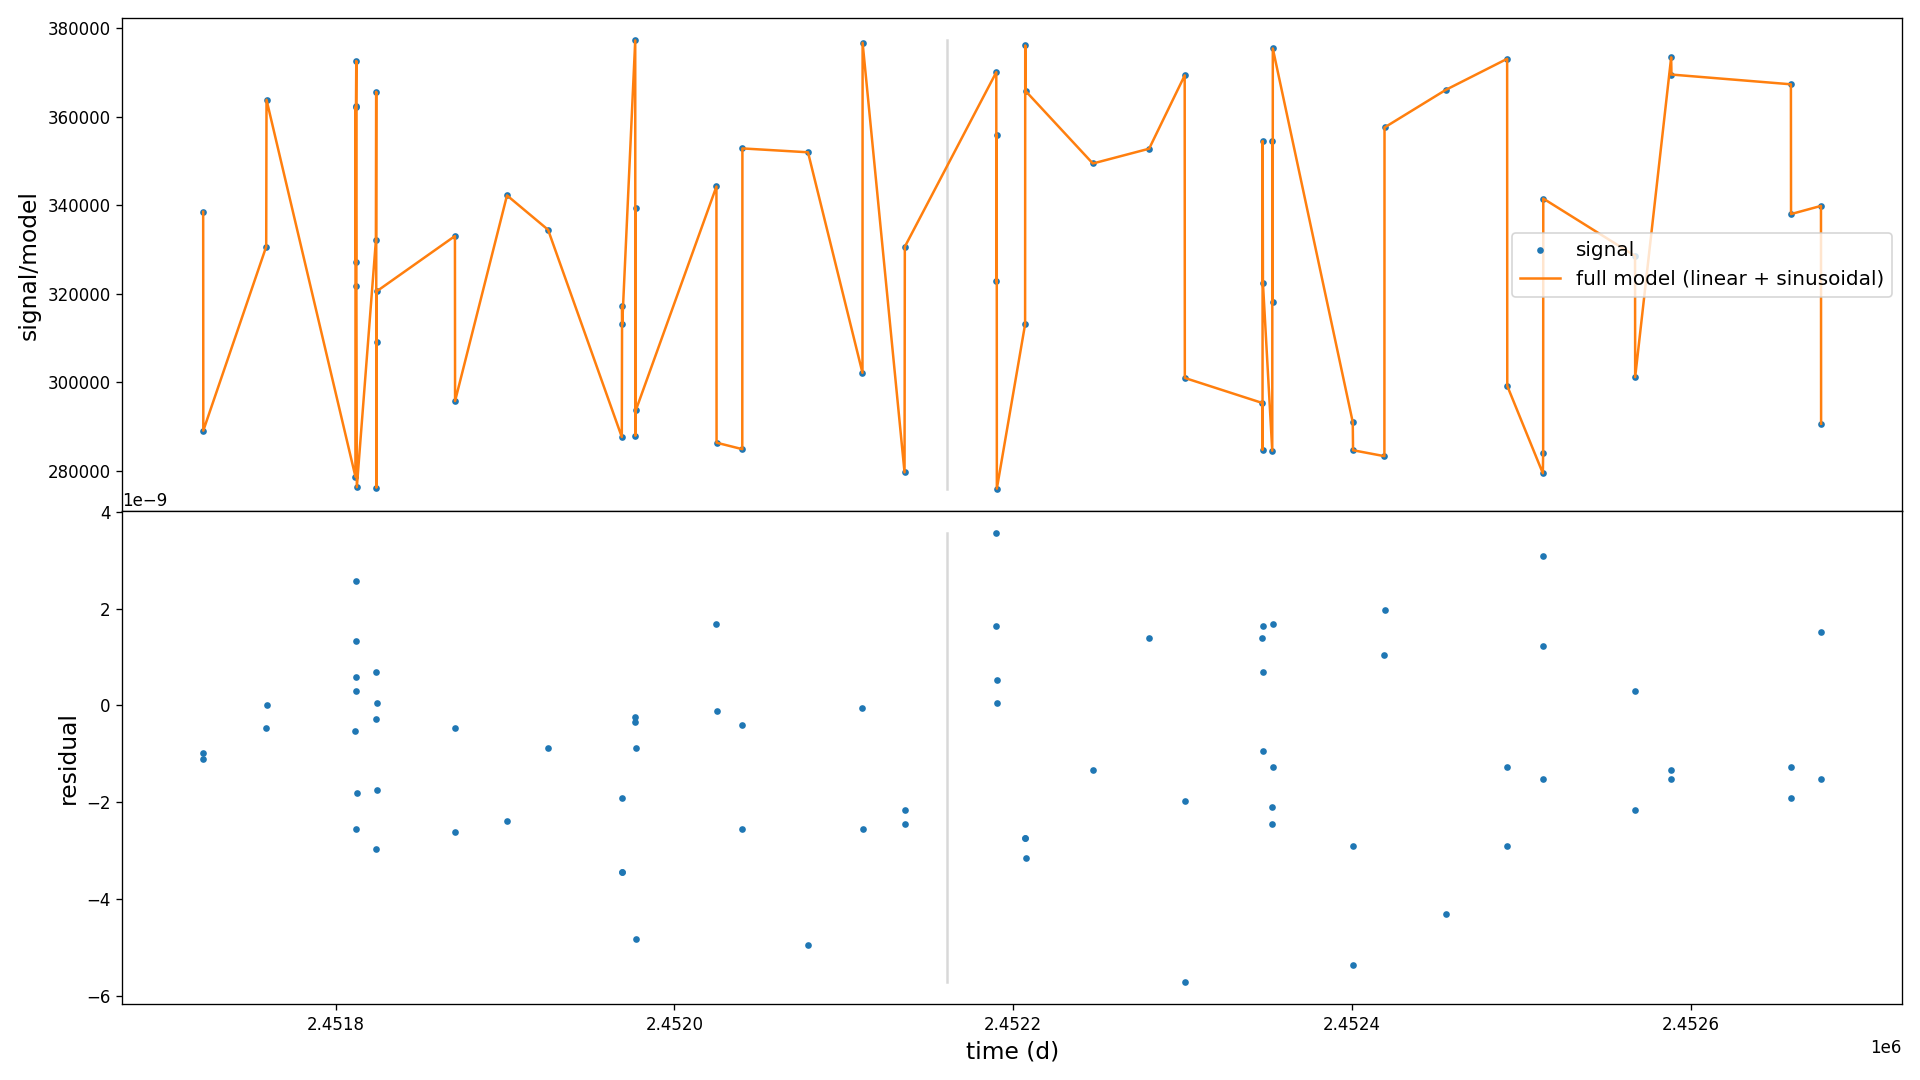 380000
360000
340000
320000
300000
280000
signal/model
signal
full model (linear + sinusoidal)
1e−9
4
2
0
−2
−4
−6
residual
2.4518
2.4520
2.4522
2.4524
2.4526
1e6
time (d)